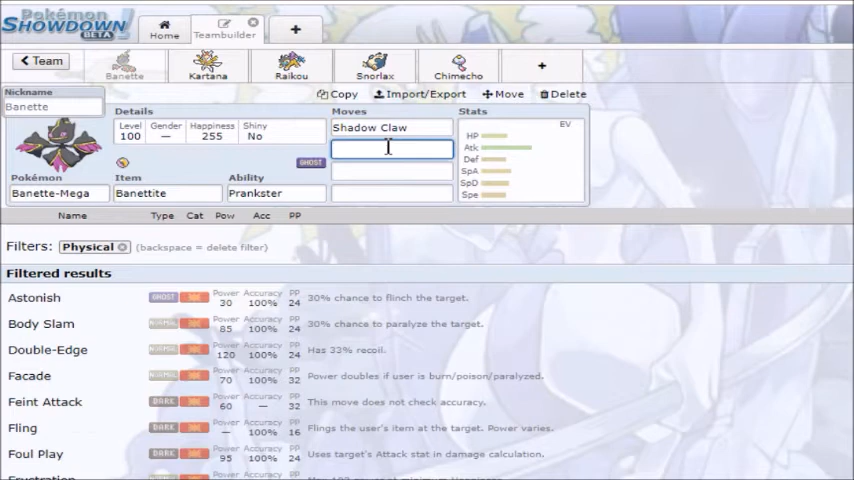 Pokémon
SHOWDOWN!
BETA
Home
Teambuilder
+
< Team
Banette
Kartana
Raikou
Snorlax
Chimecho
+
Copy
Import/Export
Move
Delete
Nickname
Banette
Details
Level Gender Happiness Shiny
100 — 255 No
GHOST
Pokémon
Banette-Mega
Item
Banettite
Ability
Prankster
Moves
Shadow Claw
Stats
EV
HP
Atk
Def
SpA
SpD
Spe
Name Type Cat Pow Acc PP
Filters: Physical (backspace = delete filter)
Filtered results
Astonish GHOST Power 30 Accuracy 100% PP 24 30% chance to flinch the target.
Body Slam NORMAL Power 85 Accuracy 100% PP 24 30% chance to paralyze the target.
Double-Edge NORMAL Power 120 Accuracy 100% PP 24 Has 33% recoil.
Facade NORMAL Power 70 Accuracy 100% PP 32 Power doubles if user is burn/poison/paralyzed.
Feint Attack DARK Power 60 Accuracy — PP 32 This move does not check accuracy.
Fling DARK Power — Accuracy 100% PP 16 Flings the user's item at the target. Power varies.
Foul Play DARK Power 95 Accuracy 100% PP 24 Uses target's Attack stat in damage calculation.